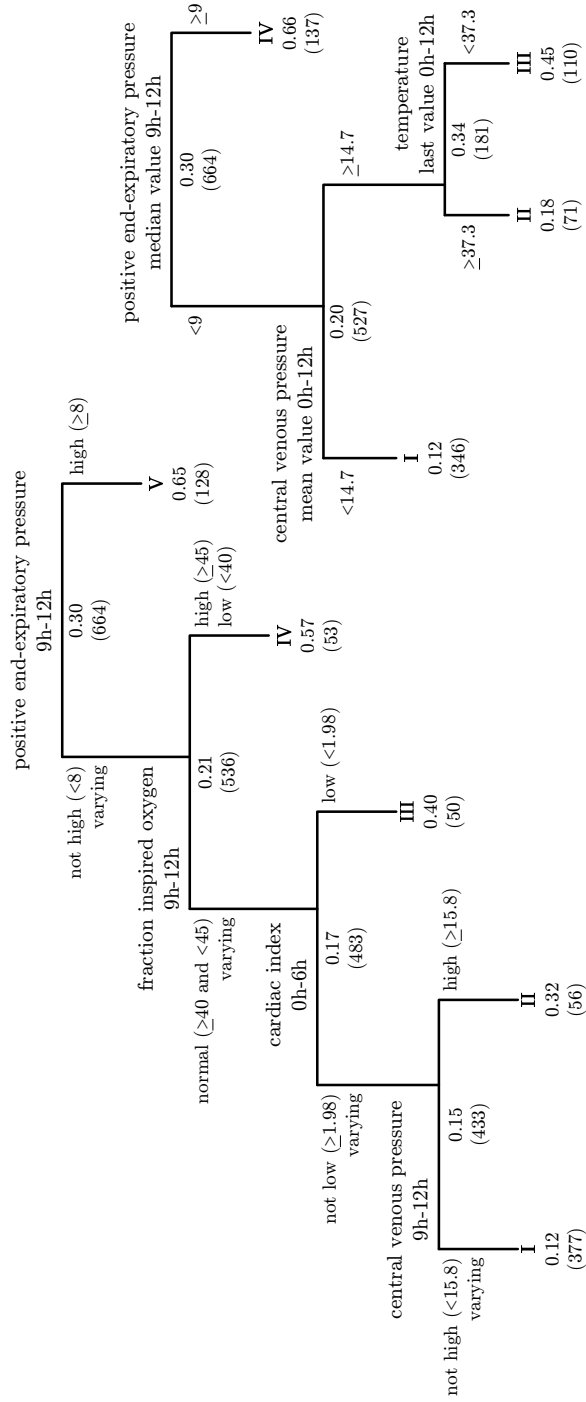 positive end-expiratory pressure
9h-12h
not high (<8)
varying
high (≥8)
0.30
(664)
V
0.65
(128)
fraction inspired oxygen
9h-12h
normal (≥40 and <45)
varying
high (≥45)
low (<40)
0.21
(536)
IV
0.57
(53)
cardiac index
0h-6h
not low (≥1.98)
varying
low (<1.98)
0.17
(483)
III
0.40
(50)
central venous pressure
9h-12h
not high (<15.8)
varying
high (≥15.8)
0.15
(433)
I
0.12
(377)
II
0.32
(56)
positive end-expiratory pressure
median value 9h-12h
<9
≥9
0.30
(664)
IV
0.66
(137)
central venous pressure
mean value 0h-12h
<14.7
≥14.7
0.20
(527)
I
0.12
(346)
temperature
last value 0h-12h
≥37.3
<37.3
0.34
(181)
II
0.18
(71)
III
0.45
(110)